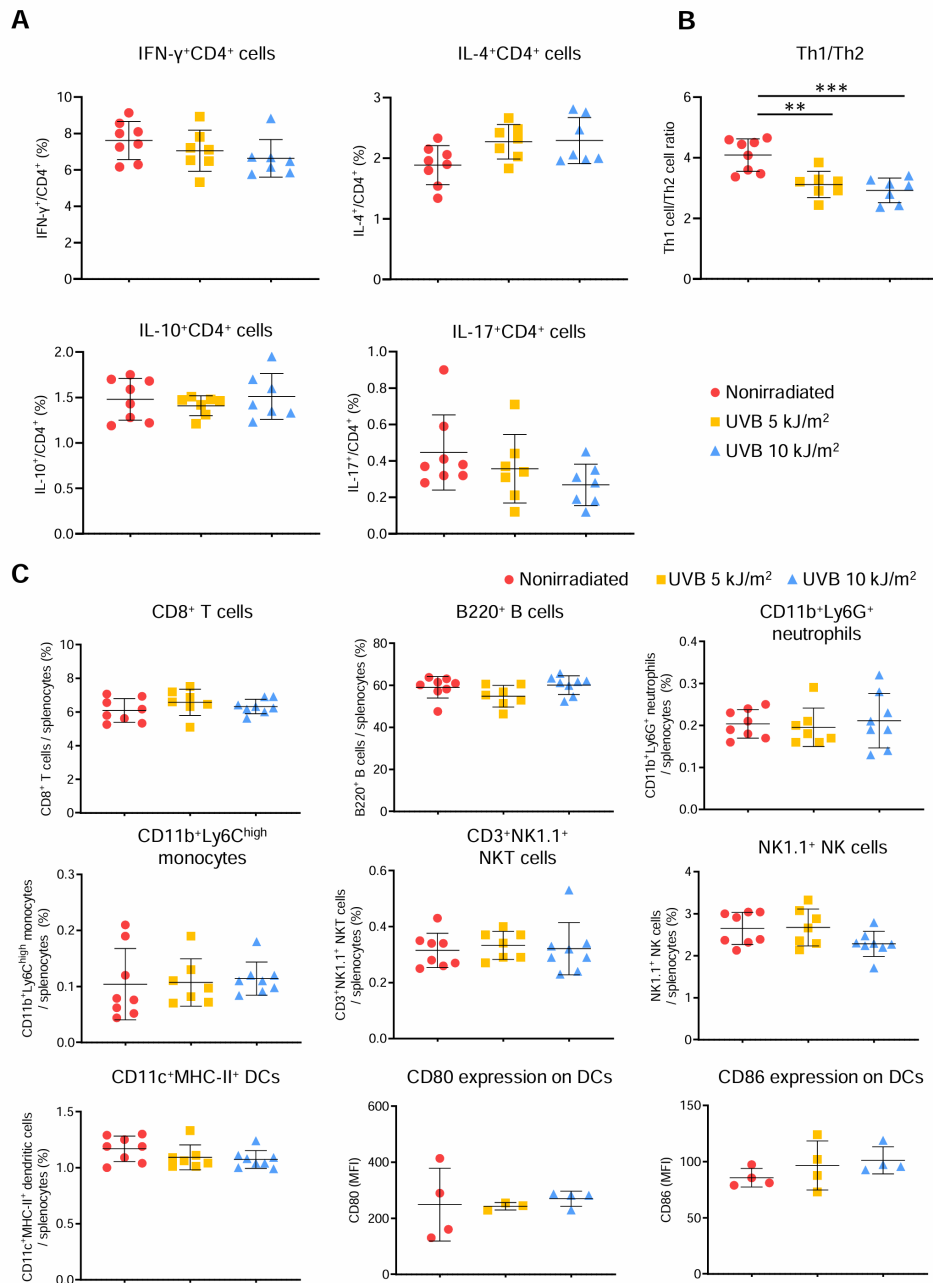 A
B
IFN-γ⁺CD4⁺ cells
IL-4⁺CD4⁺ cells
Th1/Th2
IFN-γ⁺/CD4⁺ (%)
10
8
6
4
2
0
IL-4⁺/CD4⁺ (%)
3
2
1
0
Th1 cell/Th2 cell ratio
6
4
2
0
***
**
IL-10⁺CD4⁺ cells
IL-17⁺CD4⁺ cells
IL-10⁺/CD4⁺ (%)
2.0
1.5
1.0
0.5
0.0
IL-17⁺/CD4⁺ (%)
1.0
0.8
0.6
0.4
0.2
0.0
Nonirradiated
UVB 5 kJ/m²
UVB 10 kJ/m²
C
Nonirradiated UVB 5 kJ/m² UVB 10 kJ/m²
CD8⁺ T cells
B220⁺ B cells
CD11b⁺Ly6G⁺
neutrophils
CD8⁺ T cells / splenocytes (%)
10
8
6
4
2
0
B220⁺ B cells / splenocytes (%)
80
60
40
20
0
CD11b⁺Ly6G⁺ neutrophils
/ splenocytes (%)
0.4
0.3
0.2
0.1
0.0
CD11b⁺Ly6Cʰⁱᵍʰ
monocytes
CD3⁺NK1.1⁺
NKT cells
NK1.1⁺ NK cells
CD11b⁺Ly6Cʰⁱᵍʰ monocytes
/ splenocytes (%)
0.3
0.2
0.1
0.0
CD3⁺NK1.1⁺ NKT cells
/ splenocytes (%)
0.6
0.4
0.2
0.0
NK1.1⁺ NK cells
/ splenocytes (%)
4
3
2
1
0
CD11c⁺MHC-II⁺ DCs
CD80 expression on DCs
CD86 expression on DCs
CD11c⁺MHC-II⁺ dendritic cells
/ splenocytes (%)
1.5
1.0
0.5
0.0
CD80 (MFI)
600
400
200
0
CD86 (MFI)
150
100
50
0